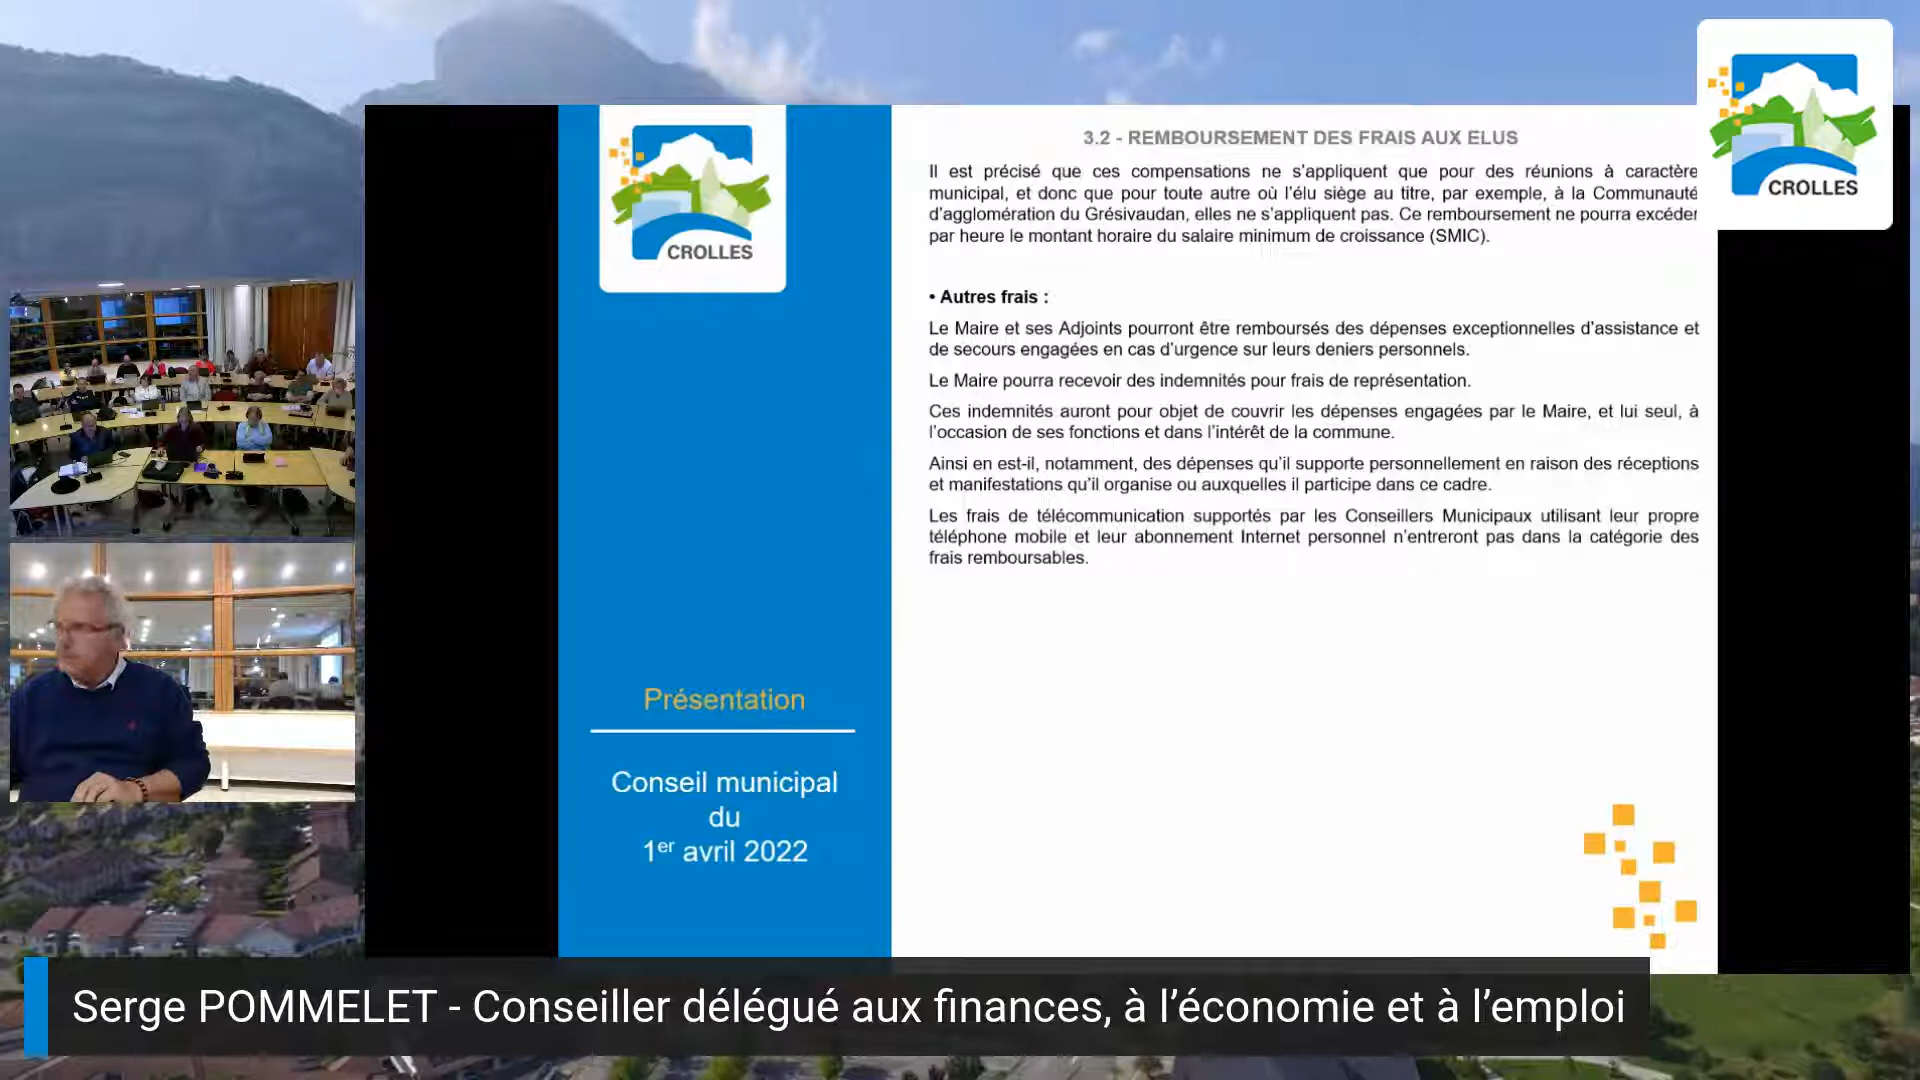 CROLLES
CROLLES
3.2 - REMBOURSEMENT DES FRAIS AUX ELUS
Il est précisé que ces compensations ne s’appliquent que pour des réunions à caractère
municipal, et donc que pour toute autre où l’élu siège au titre, par exemple, à la Communauté
d’agglomération du Grésivaudan, elles ne s’appliquent pas. Ce remboursement ne pourra excéder
par heure le montant horaire du salaire minimum de croissance (SMIC).
• Autres frais :
Le Maire et ses Adjoints pourront être remboursés des dépenses exceptionnelles d’assistance et
de secours engagées en cas d’urgence sur leurs deniers personnels.
Le Maire pourra recevoir des indemnités pour frais de représentation.
Ces indemnités auront pour objet de couvrir les dépenses engagées par le Maire, et lui seul, à
l’occasion de ses fonctions et dans l’intérêt de la commune.
Ainsi en est-il, notamment, des dépenses qu’il supporte personnellement en raison des réceptions
et manifestations qu’il organise ou auxquelles il participe dans ce cadre.
Les frais de télécommunication supportés par les Conseillers Municipaux utilisant leur propre
téléphone mobile et leur abonnement Internet personnel n’entreront pas dans la catégorie des
frais remboursables.
Présentation
Conseil municipal
du
1er avril 2022
Serge POMMELET - Conseiller délégué aux finances, à l’économie et à l’emploi